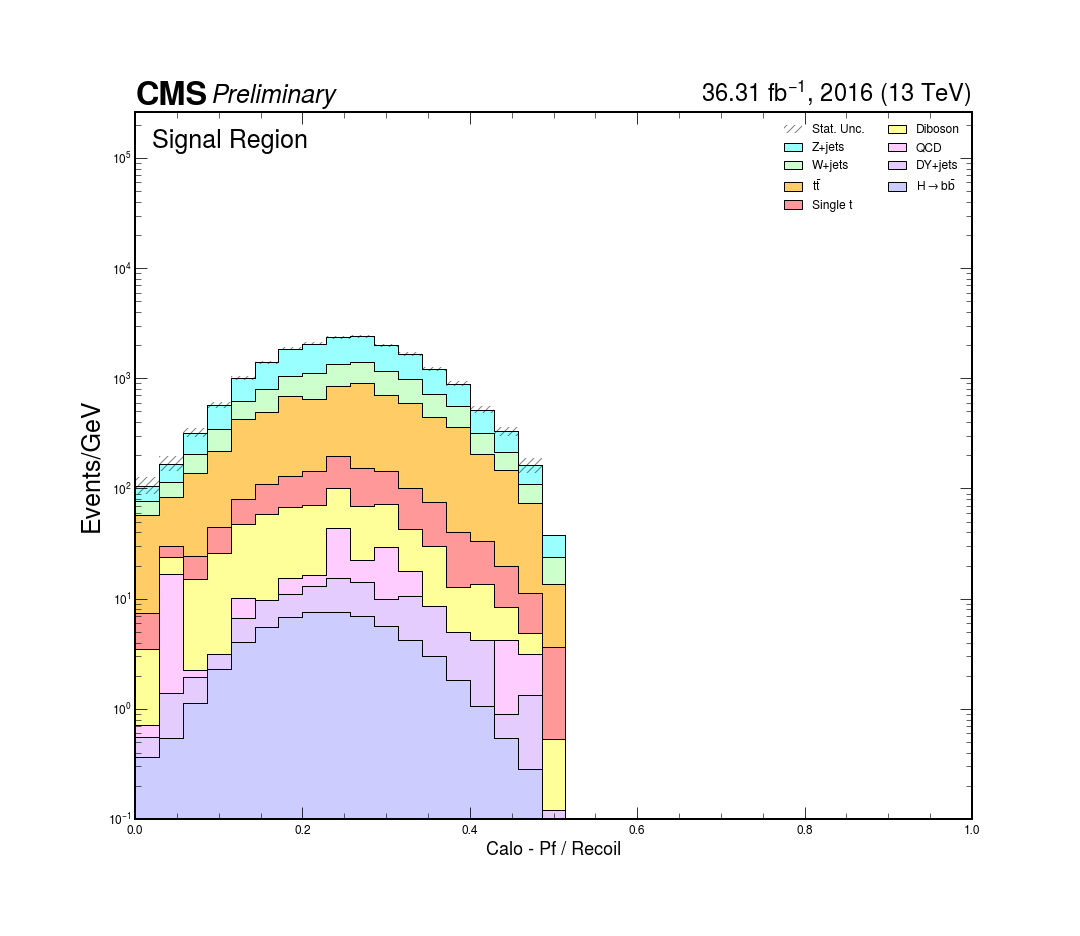 CMS Preliminary 36.31 fb⁻¹, 2016 (13 TeV)
Signal Region
Stat. Unc.
Z+jets
W+jets
tt̄
Single t
Diboson
QCD
DY+jets
H→bb̄
Events/GeV
10⁵
10⁴
10³
10²
10¹
10⁰
10⁻¹
0.0 0.2 0.4 0.6 0.8 1.0
Calo - Pf / Recoil